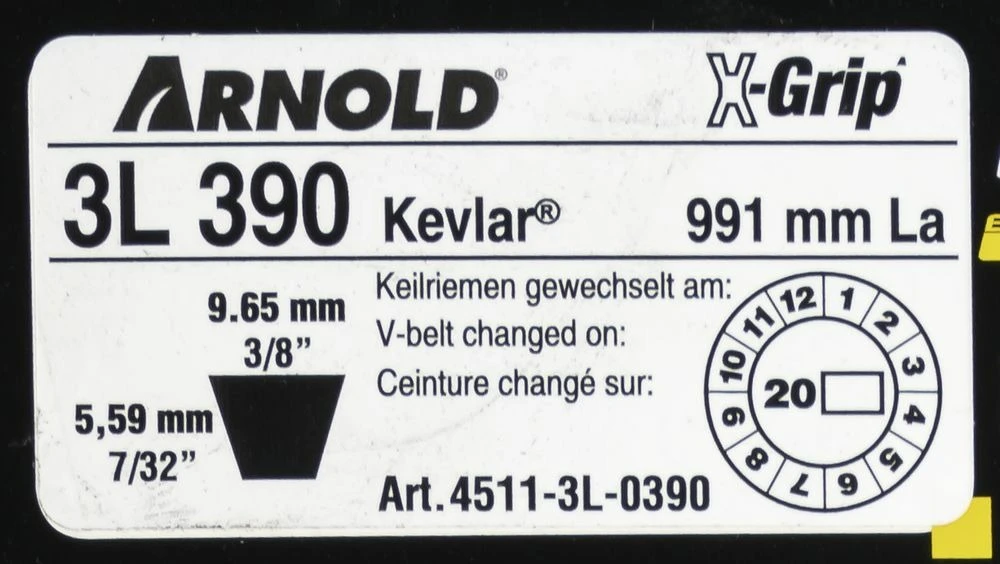 ARNOLD®
X-Grip
3L 390 Kevlar® 991 mm La
9.65 mm
3/8”
5,59 mm
7/32”
Keilriemen gewechselt am:
V-belt changed on:
Ceinture changé sur:
12 1 2 3 4 5 6 7 8 9 10 11
20
Art.4511-3L-0390